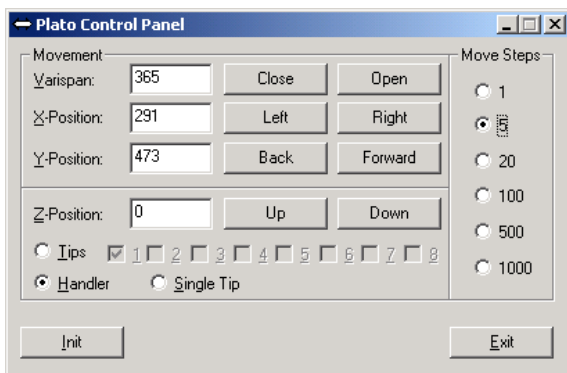 Plato Control Panel
Movement
Move Steps
Varispan: 365 Close Open
1
X-Position: 291 Left Right
5
Y-Position: 473 Back Forward
20
Z-Position: 0 Up Down
100
Tips 1 2 3 4 5 6 7 8
500
Handler Single Tip
1000
Init Exit